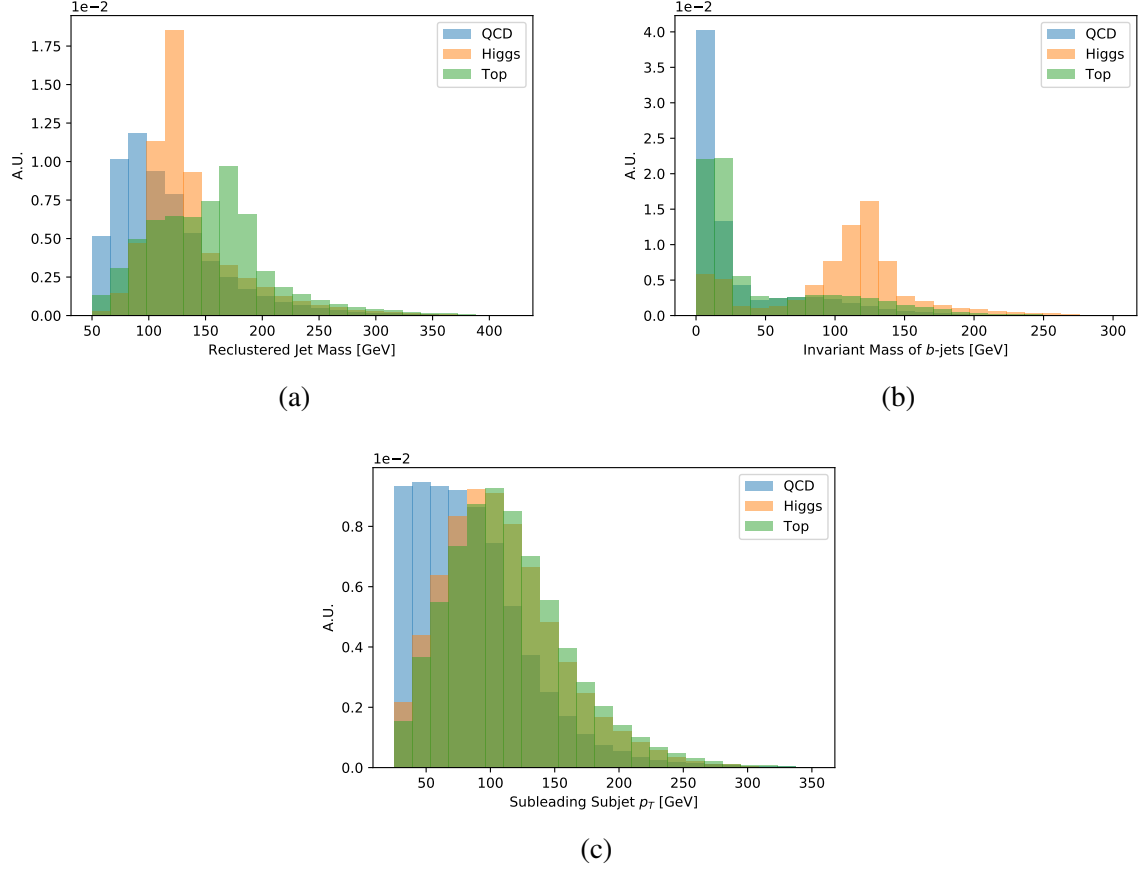 1e−2
QCD
Higgs
Top
A.U.
0.00
0.25
0.50
0.75
1.00
1.25
1.50
1.75
50
100
150
200
250
300
350
400
Reclustered Jet Mass [GeV]
(a)
1e−2
QCD
Higgs
Top
A.U.
0.0
0.5
1.0
1.5
2.0
2.5
3.0
3.5
4.0
0
50
100
150
200
250
300
Invariant Mass of b-jets [GeV]
(b)
1e−2
QCD
Higgs
Top
A.U.
0.0
0.2
0.4
0.6
0.8
50
100
150
200
250
300
350
Subleading Subjet p_T [GeV]
(c)